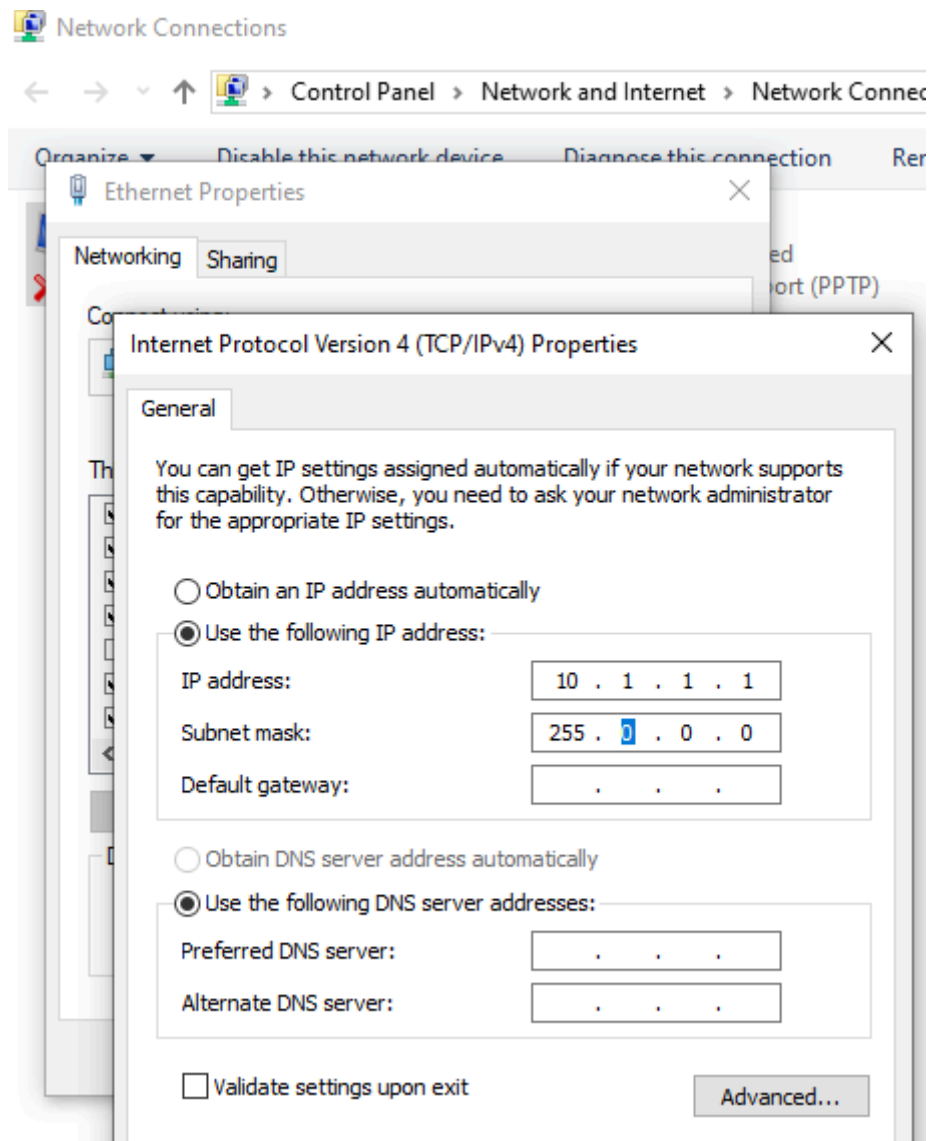 Network Connections
Control Panel > Network and Internet > Network Connec
Organize Disable this network device Diagnose this connection Rer
Ethernet Properties
Networking Sharing
ed
port (PPTP)
Connect using:
Internet Protocol Version 4 (TCP/IPv4) Properties
General
Th
You can get IP settings assigned automatically if your network supports
this capability. Otherwise, you need to ask your network administrator
for the appropriate IP settings.
Obtain an IP address automatically
Use the following IP address:
IP address: 10 . 1 . 1 . 1
Subnet mask: 255 . 0 . 0 . 0
Default gateway: . . .
Obtain DNS server address automatically
Use the following DNS server addresses:
Preferred DNS server: . . .
Alternate DNS server: . . .
Validate settings upon exit
Advanced...